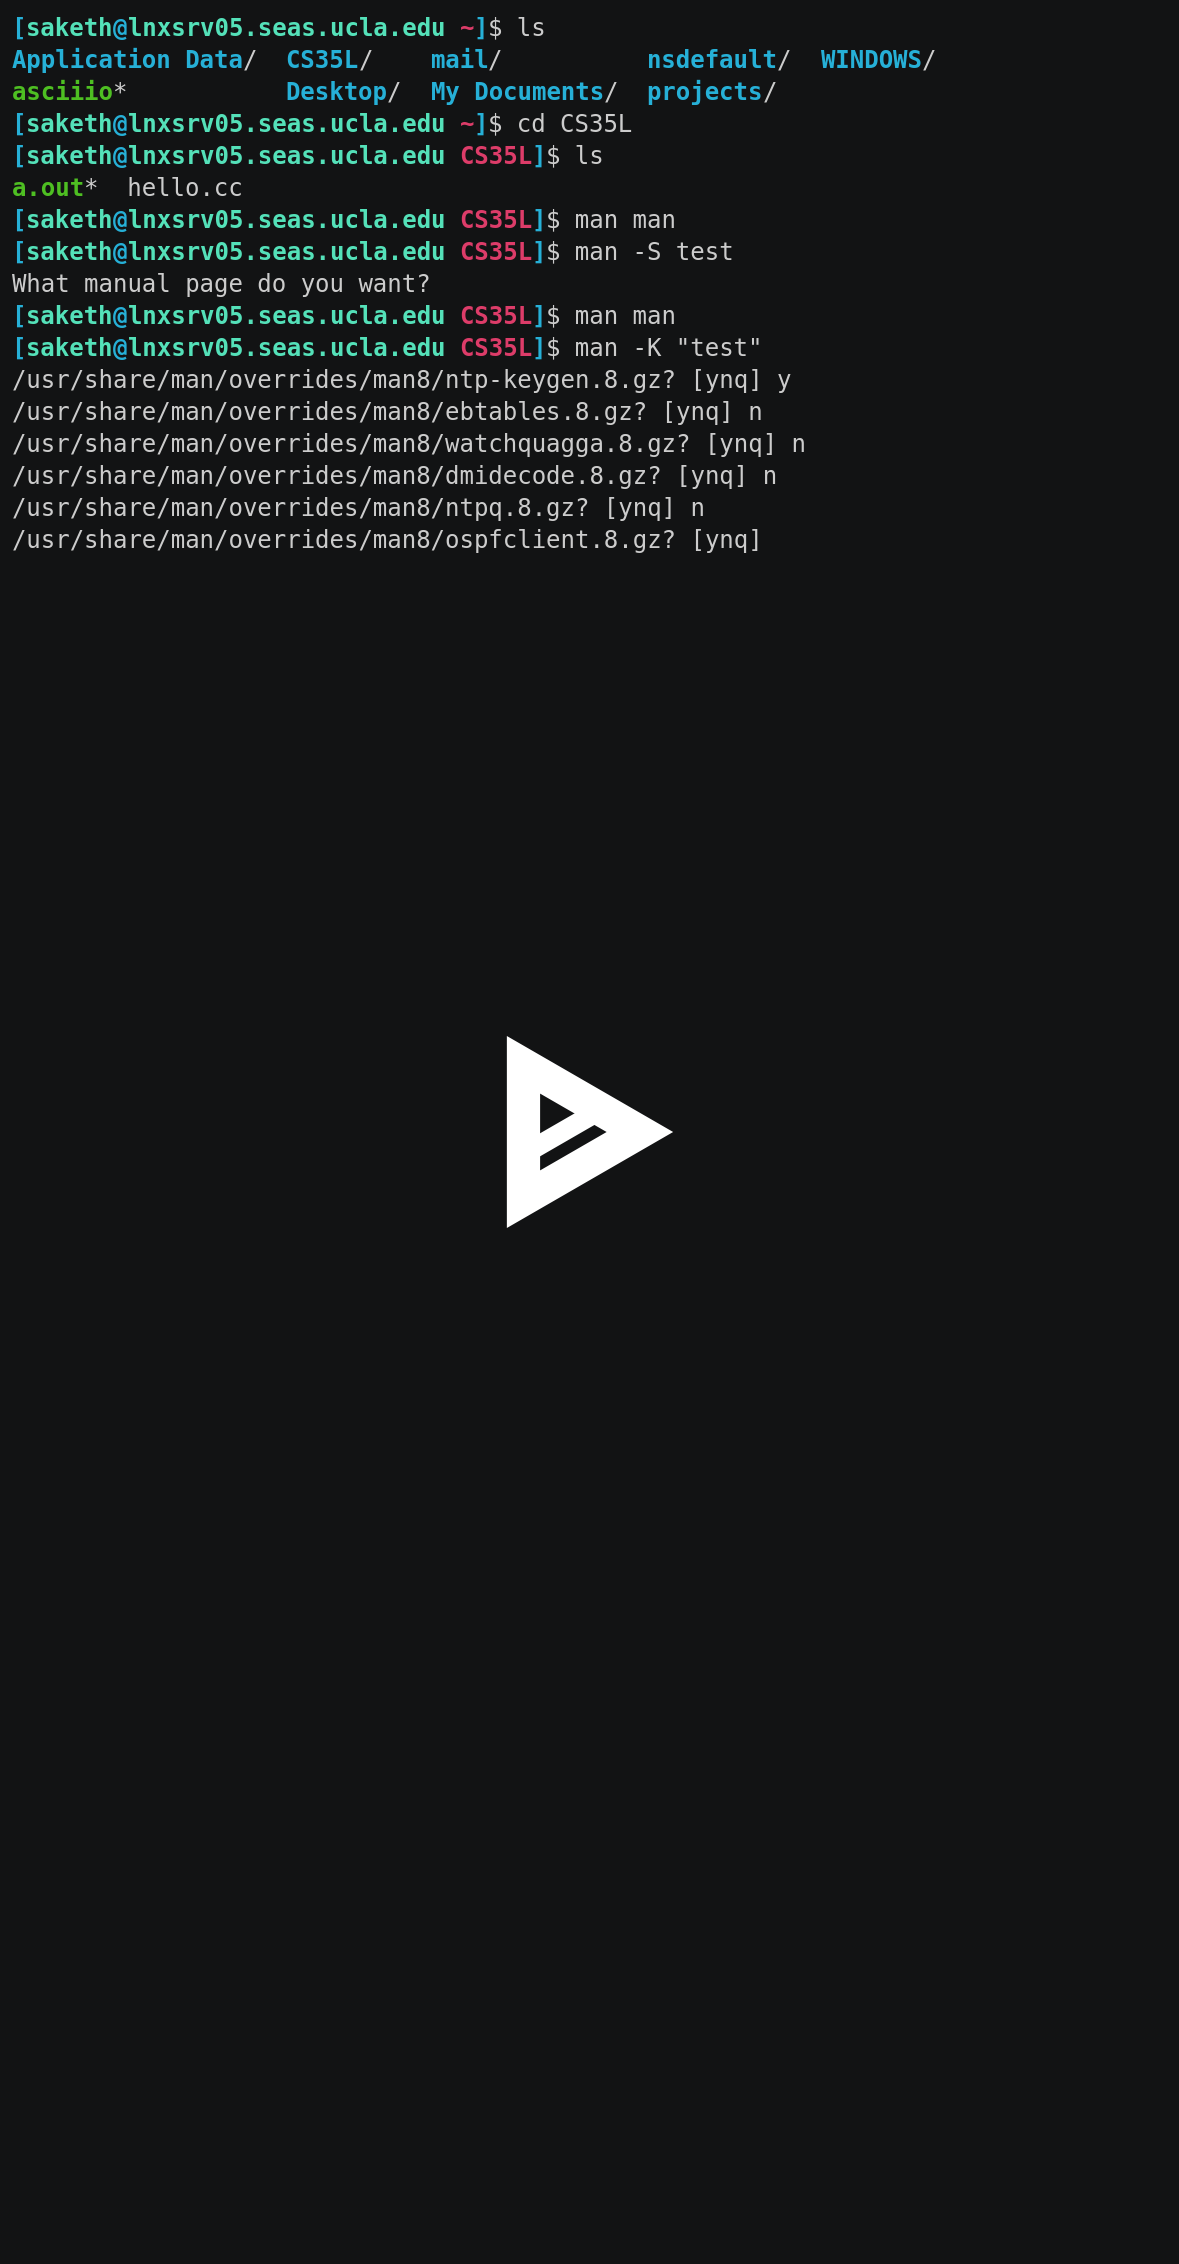 [saketh@lnxsrv05.seas.ucla.edu ~]$ ls
Application Data/  CS35L/    mail/          nsdefault/  WINDOWS/
asciiio*           Desktop/  My Documents/  projects/
[saketh@lnxsrv05.seas.ucla.edu ~]$ cd CS35L
[saketh@lnxsrv05.seas.ucla.edu CS35L]$ ls
a.out*  hello.cc
[saketh@lnxsrv05.seas.ucla.edu CS35L]$ man man
[saketh@lnxsrv05.seas.ucla.edu CS35L]$ man -S test
What manual page do you want?
[saketh@lnxsrv05.seas.ucla.edu CS35L]$ man man
[saketh@lnxsrv05.seas.ucla.edu CS35L]$ man -K "test"
/usr/share/man/overrides/man8/ntp-keygen.8.gz? [ynq] y
/usr/share/man/overrides/man8/ebtables.8.gz? [ynq] n
/usr/share/man/overrides/man8/watchquagga.8.gz? [ynq] n
/usr/share/man/overrides/man8/dmidecode.8.gz? [ynq] n
/usr/share/man/overrides/man8/ntpq.8.gz? [ynq] n
/usr/share/man/overrides/man8/ospfclient.8.gz? [ynq]